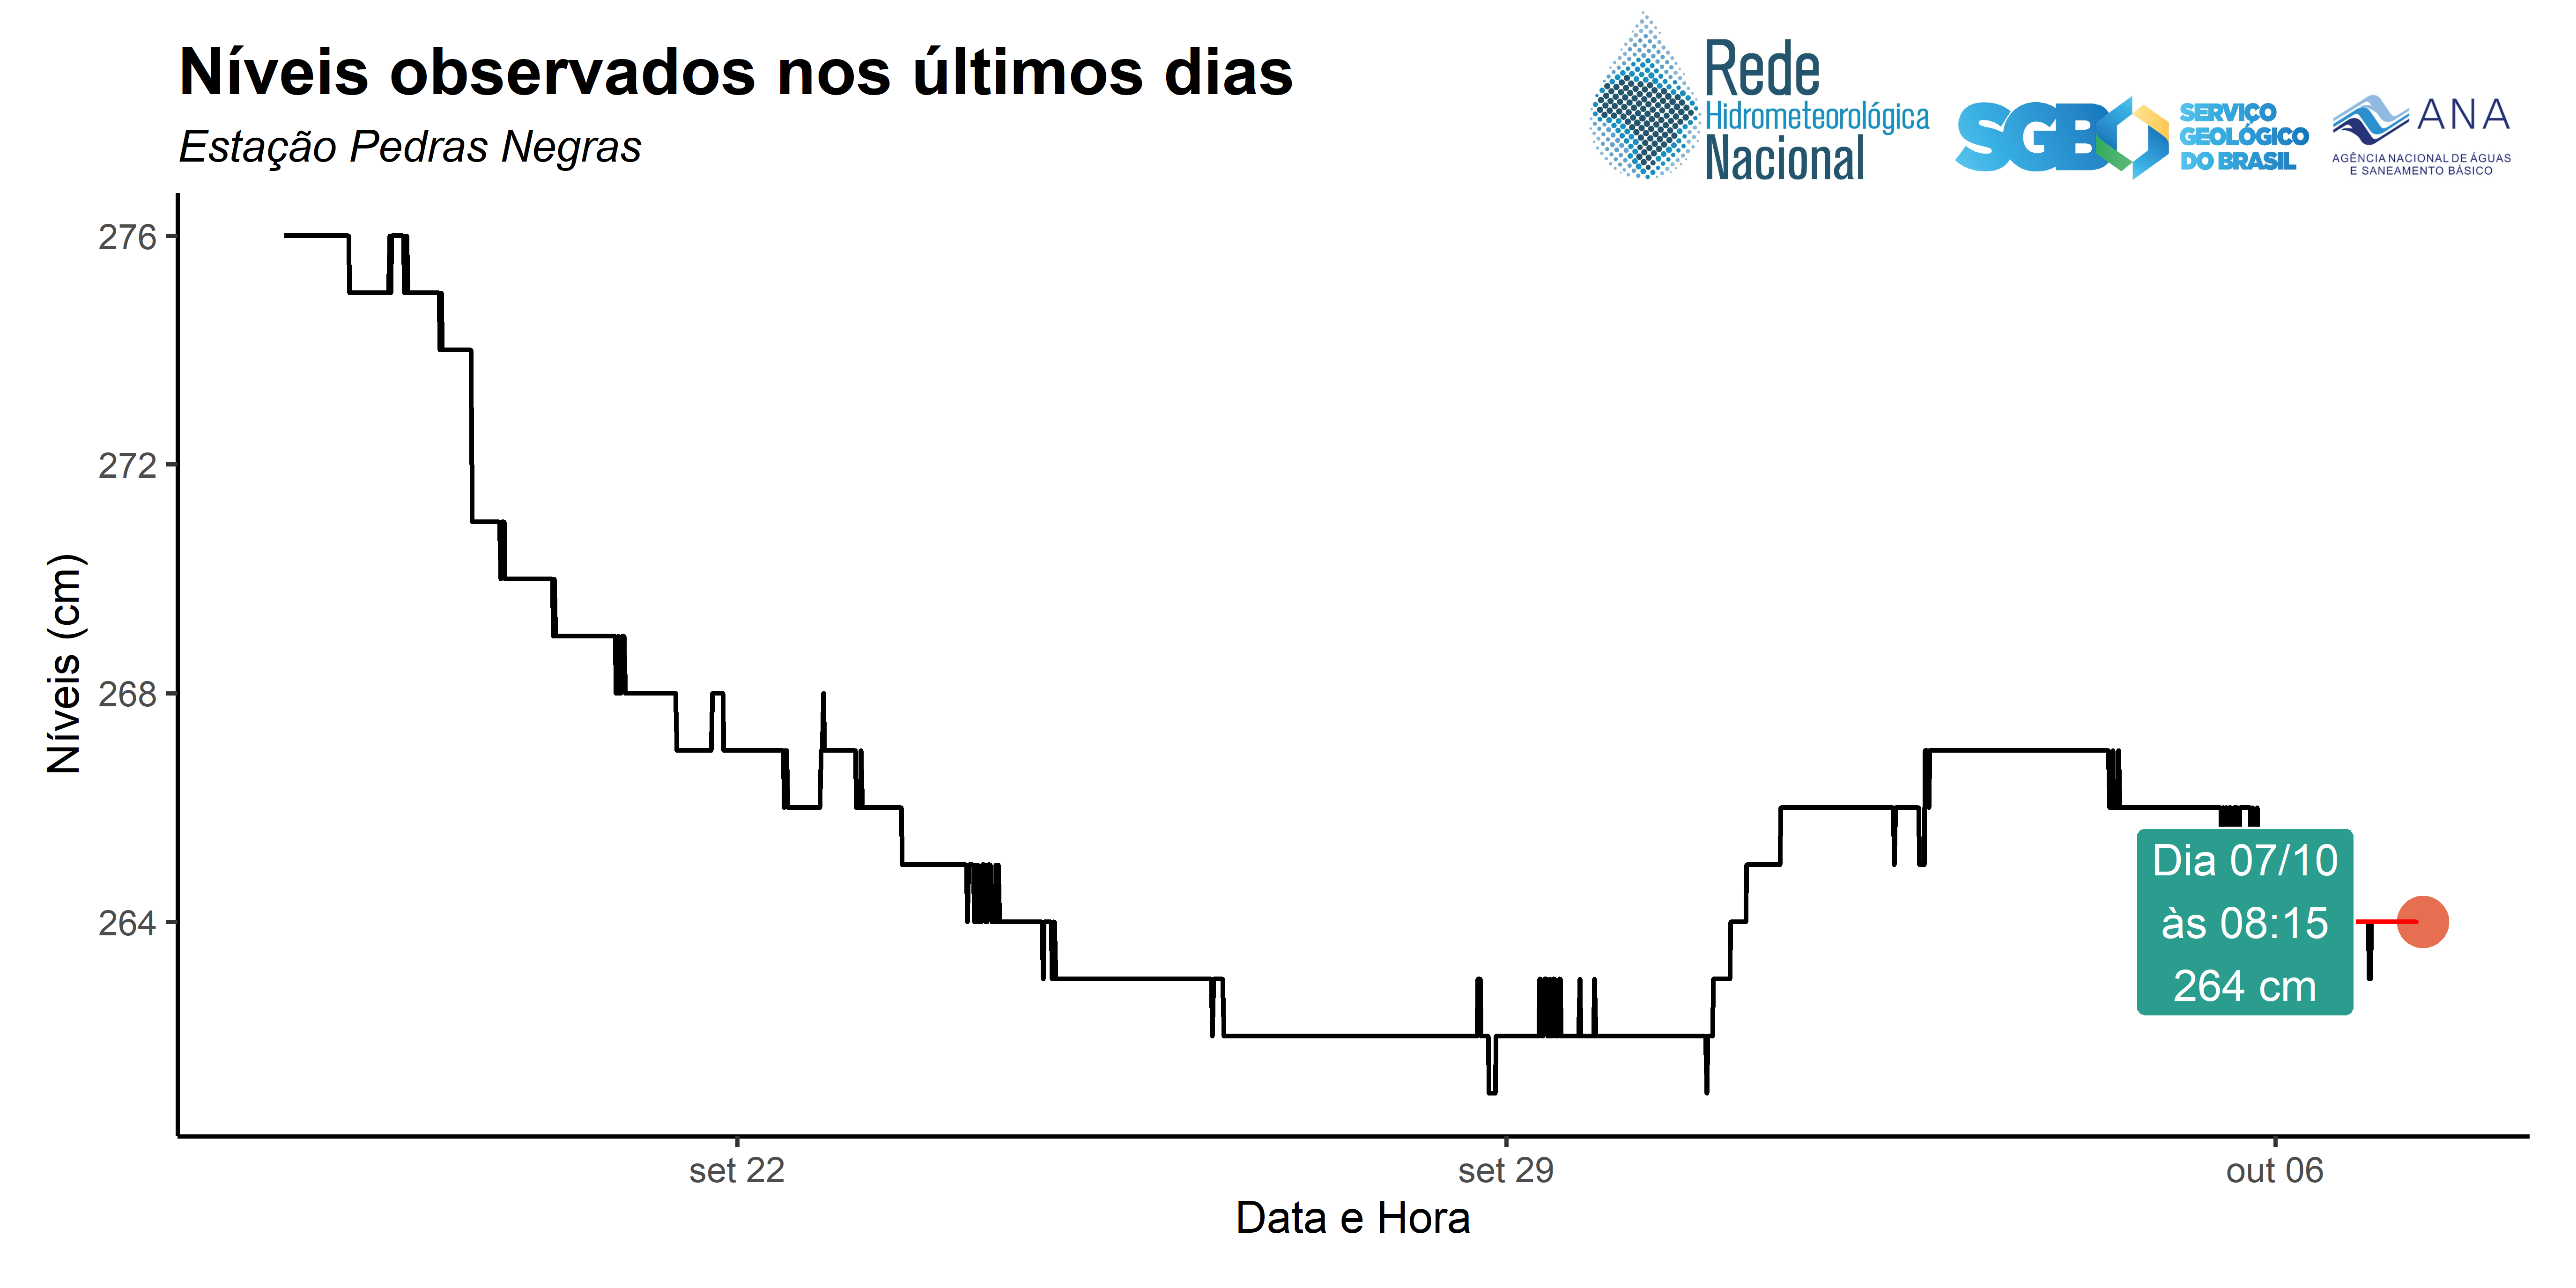 Níveis observados nos últimos dias
Estação Pedras Negras
Rede
Hidrometeorológica
Nacional
SGB
SERVIÇO
GEOLÓGICO
DO BRASIL
ANA
AGÊNCIA NACIONAL DE ÁGUAS
E SANEAMENTO BÁSICO
Níveis (cm)
276
272
268
264
Dia 07/10
às 08:15
264 cm
set 22
set 29
out 06
Data e Hora